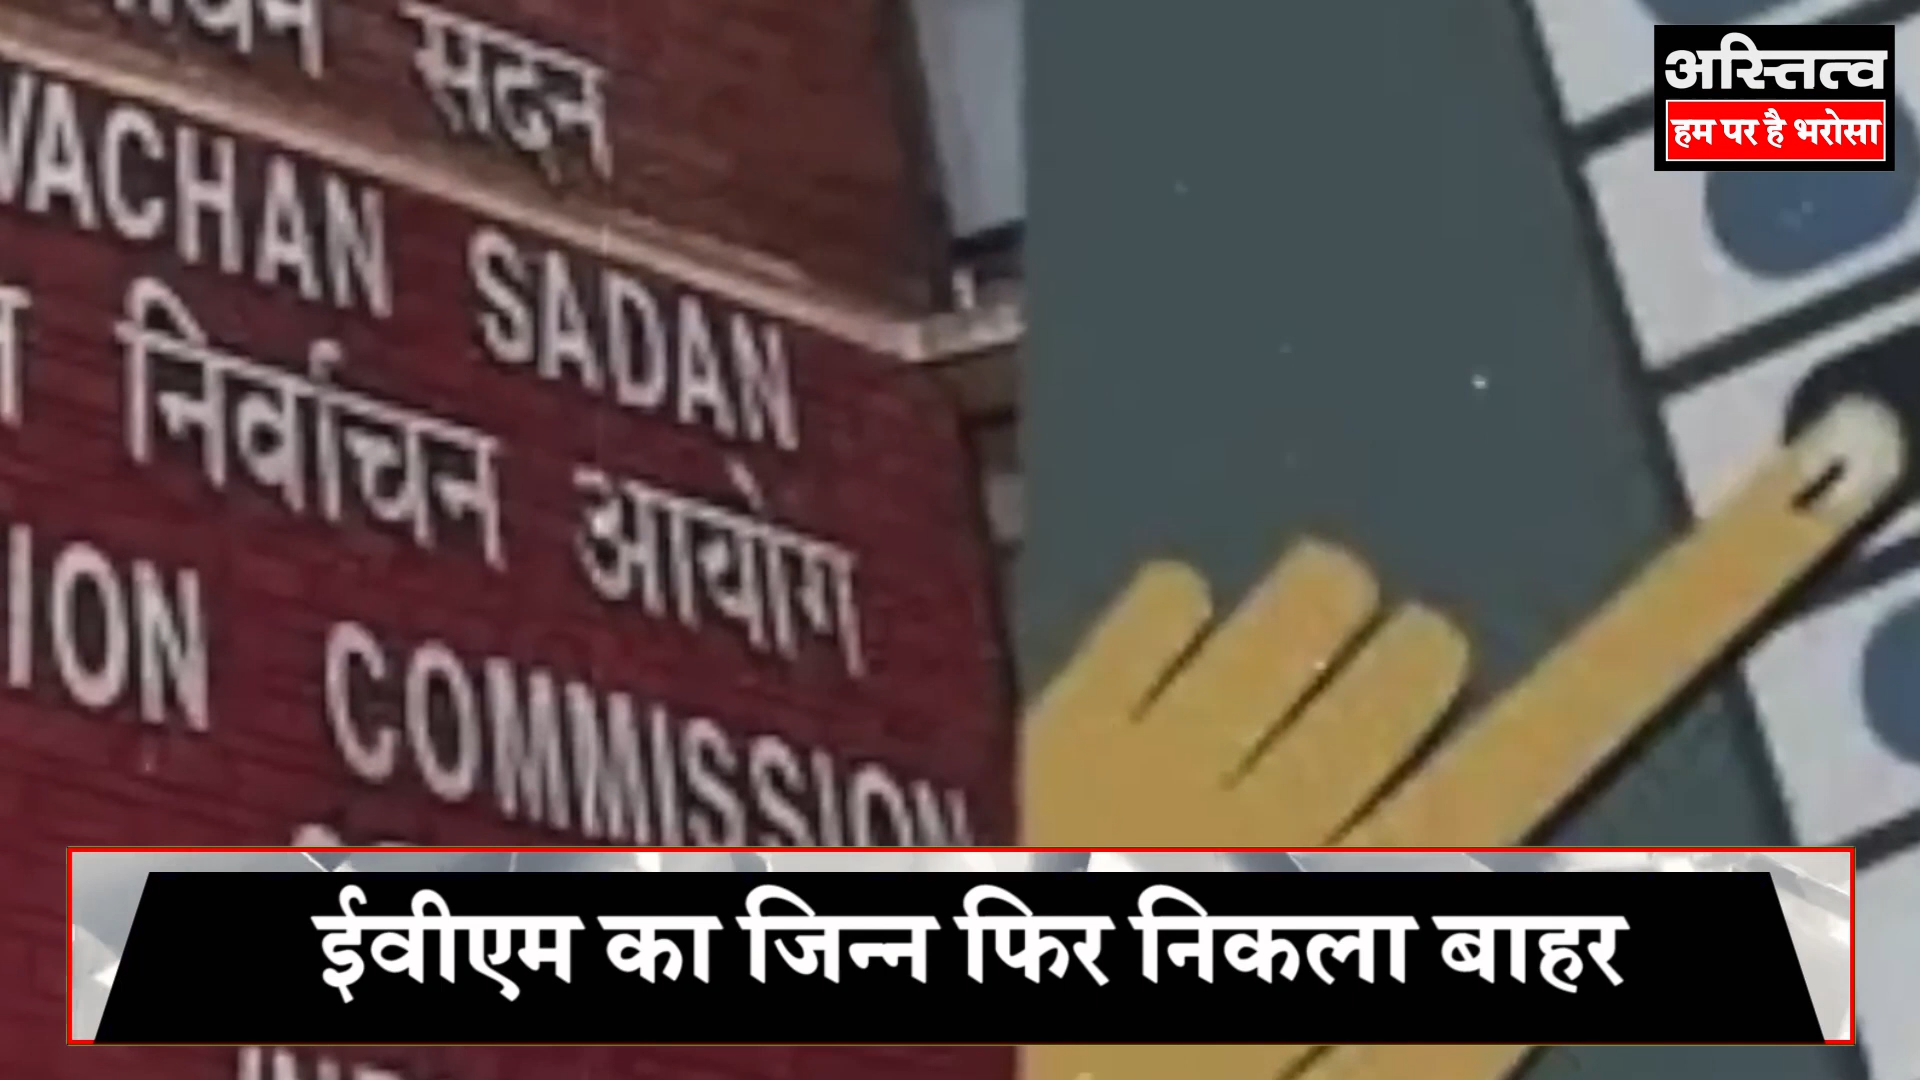 सदन
VACHAN SADAN
निर्वाचन आयोग
ION COMMISSION
अस्तित्व
हम पर है भरोसा
ईवीएम का जिन्न फिर निकला बाहर